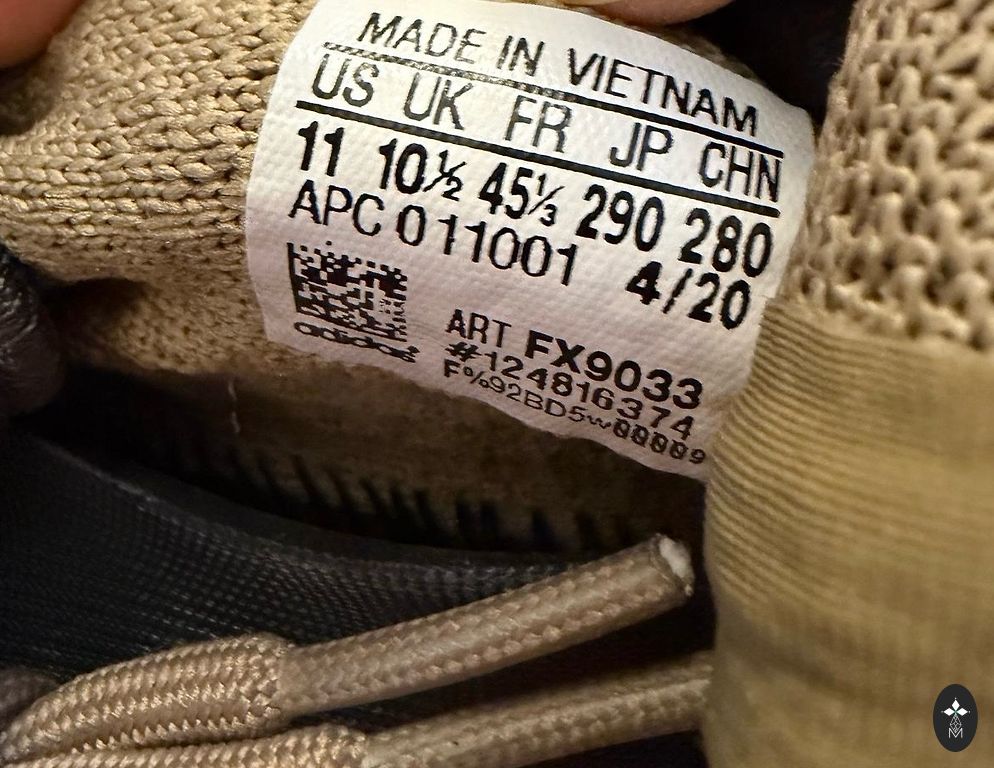 MADE IN VIETNAM
US UK FR JP CHN
11 10½ 45⅓ 290 280
APC 011001 4/20
ART FX9033
#124816374
F%92BD5w00009
adidas
M